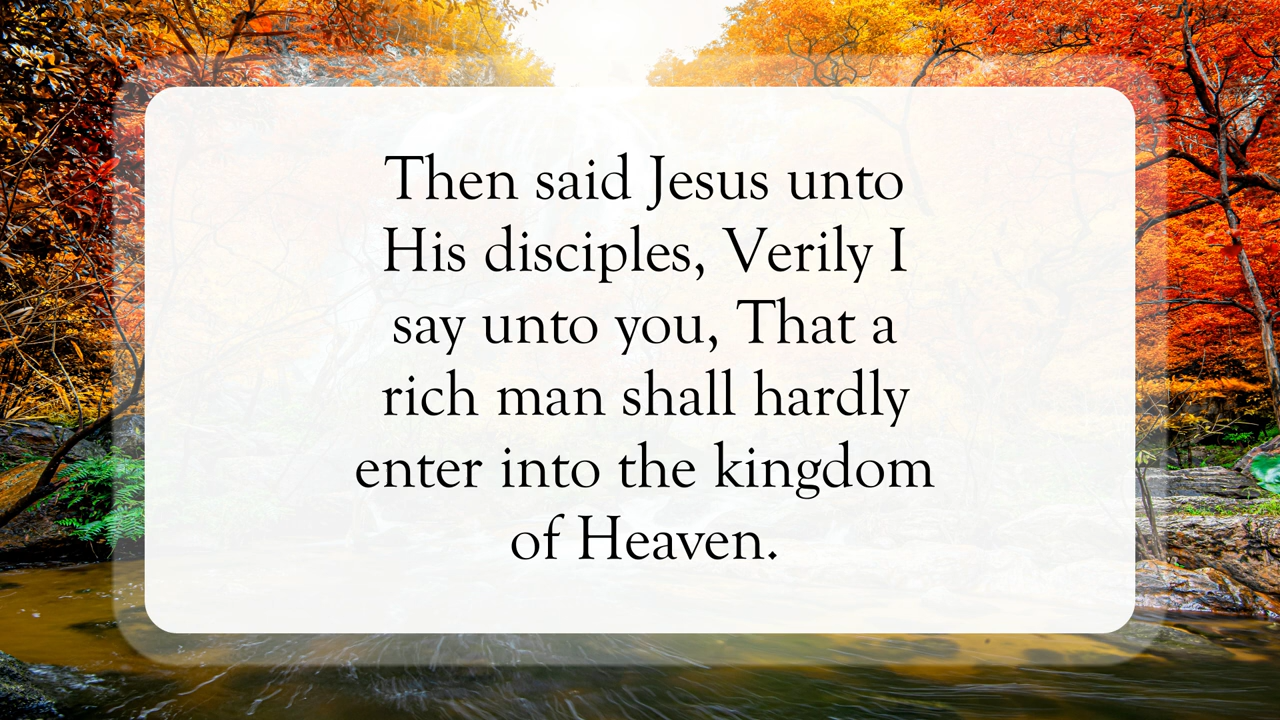 Then said Jesus unto
His disciples, Verily I
say unto you, That a
rich man shall hardly
enter into the kingdom
of Heaven.